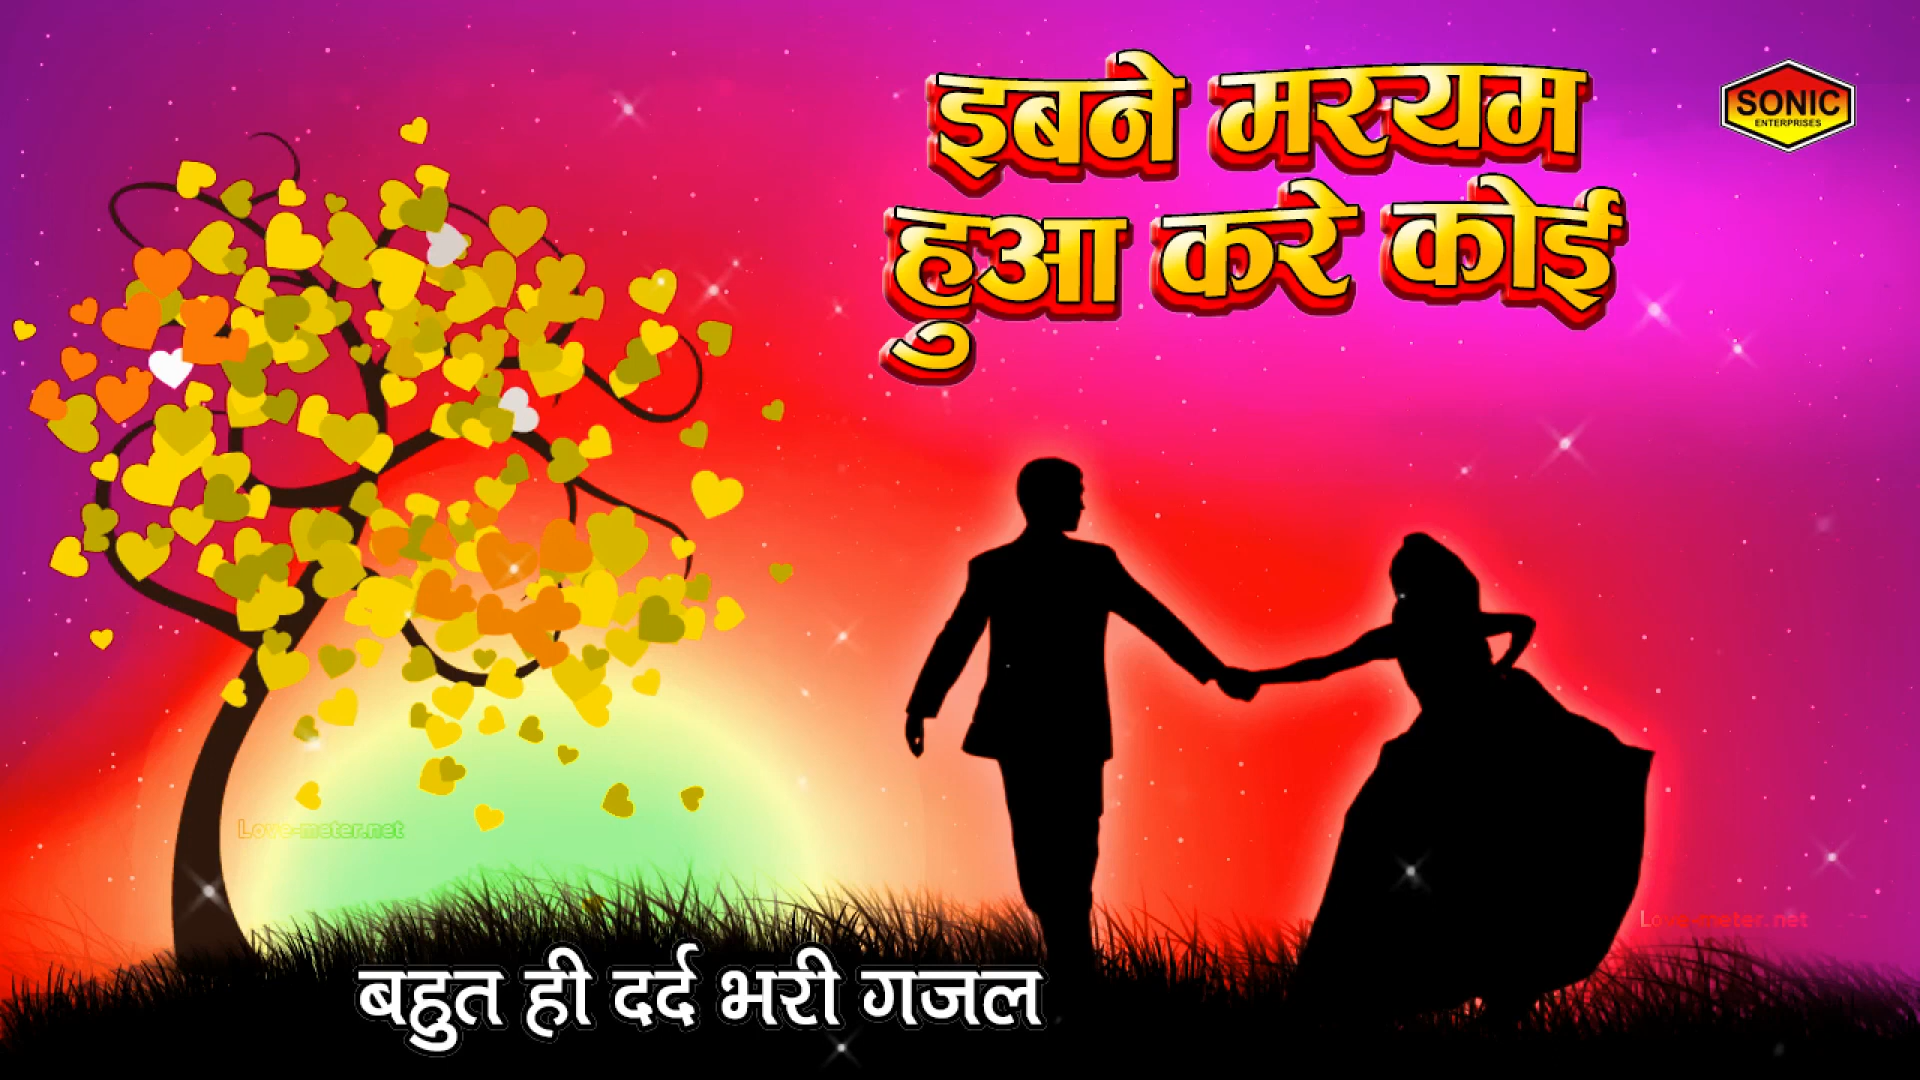 इबने मरयम
हुआ करे कोई
SONIC
ENTERPRISES
Love-meter.net
Love-meter.net
बहुत ही दर्द भरी गजल